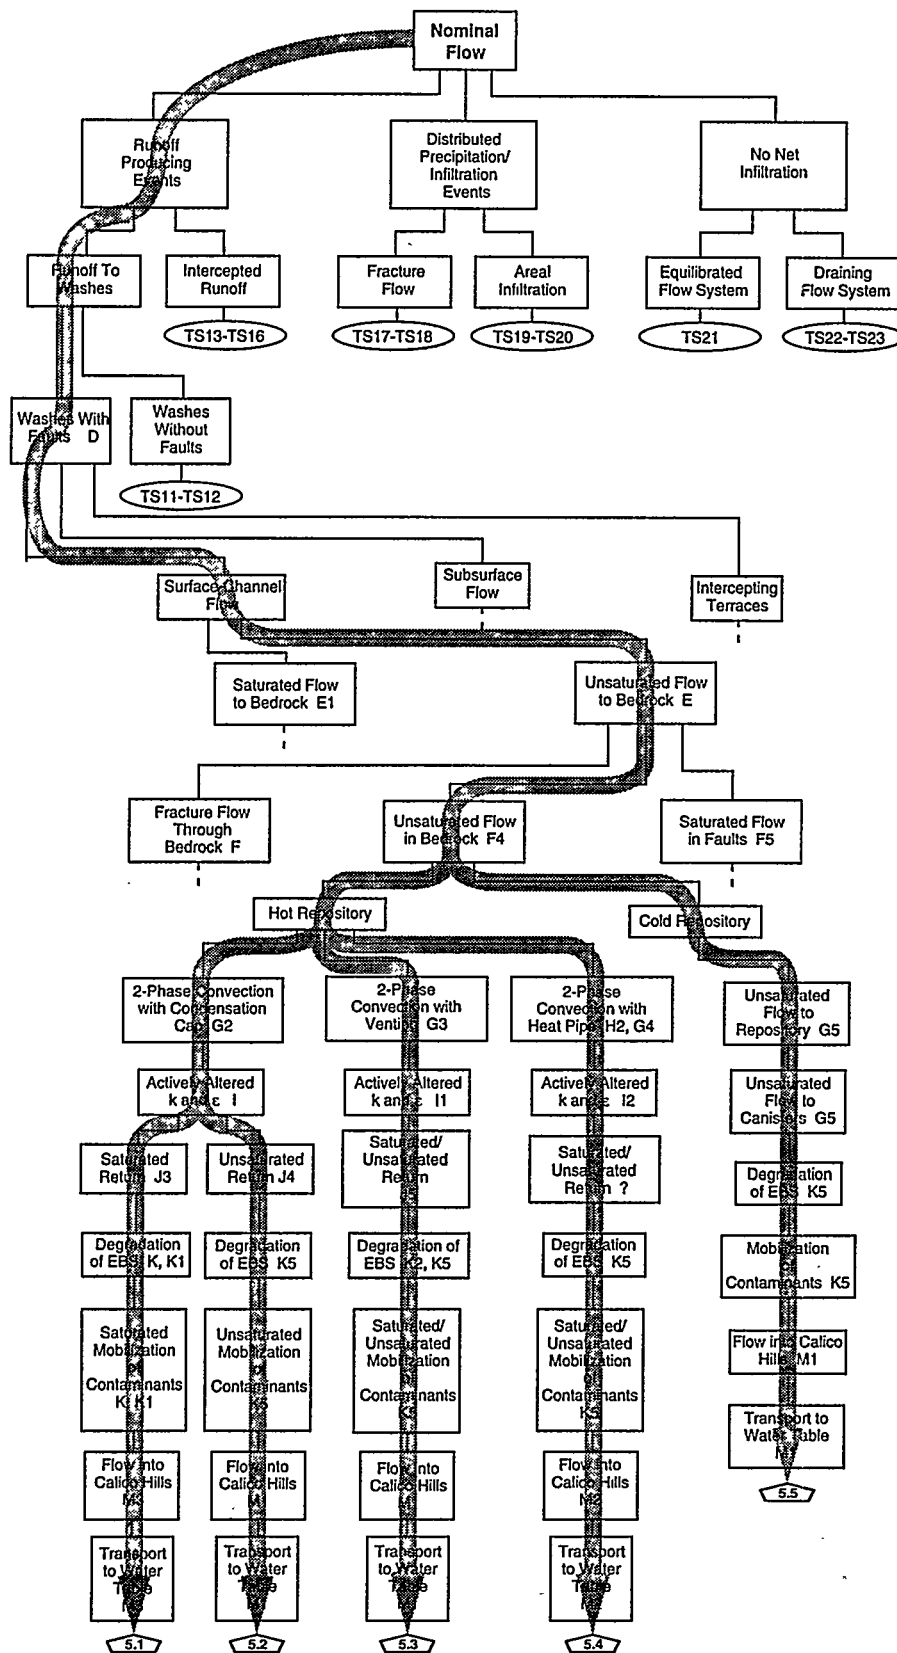 Nominal
Flow
Runoff
Producing
Events
Distributed
Precipitation/
Infiltration
Events
No Net
Infiltration
Runoff To
Washes
Intercepted
Runoff
Fracture
Flow
Areal
Infiltration
Equilibrated
Flow System
Draining
Flow System
TS13-TS16
TS17-TS18
TS19-TS20
TS21
TS22-TS23
Washes With
Faults D
Washes
Without
Faults
TS11-TS12
Surface-Channel
Flow
Subsurface
Flow
Intercepting
Terraces
Saturated Flow
to Bedrock E1
Unsaturated Flow
to Bedrock E
Fracture Flow
Through
Bedrock F
Unsaturated Flow
in Bedrock F4
Saturated Flow
in Faults F5
Hot Repository
Cold Repository
2-Phase Convection
with Condensation
Cap G2
2-Phase
Convection with
Venting G3
2-Phase
Convection with
Heat Pipe H2, G4
Unsaturated
Flow to
Repository G5
Actively Altered
k and ε I
Actively Altered
k and ε I1
Actively Altered
k and ε I2
Unsaturated
Flow to
Canisters G5
Saturated
Return J3
Unsaturated
Return J4
Saturated/
Unsaturated
Return
Saturated/
Unsaturated
Return ?
Degradation
of EBS K5
Degradation
of EBS K, K1
Degradation
of EBS K5
Degradation of
EBS K2, K5
Degradation
of EBS K5
Mobilization
of
Contaminants K5
Saturated
Mobilization
of
Contaminants
K, K1
Unsaturated
Mobilization
of
Contaminants
K5
Saturated/
Unsaturated
Mobilization
of
Contaminants
K5
Saturated/
Unsaturated
Mobilization
of
Contaminants
K5
Flow into Calico
Hills M1
Flow into
Calico Hills
Flow into
Calico Hills
Flow into
Calico Hills
Flow into
Calico Hills
M2
Transport to
Water Table
5.5
Transport
to Water
Table
Transport
to Water
Table
Transport
to Water
Table
Transport
to Water
Table
5.1
5.2
5.3
5.4